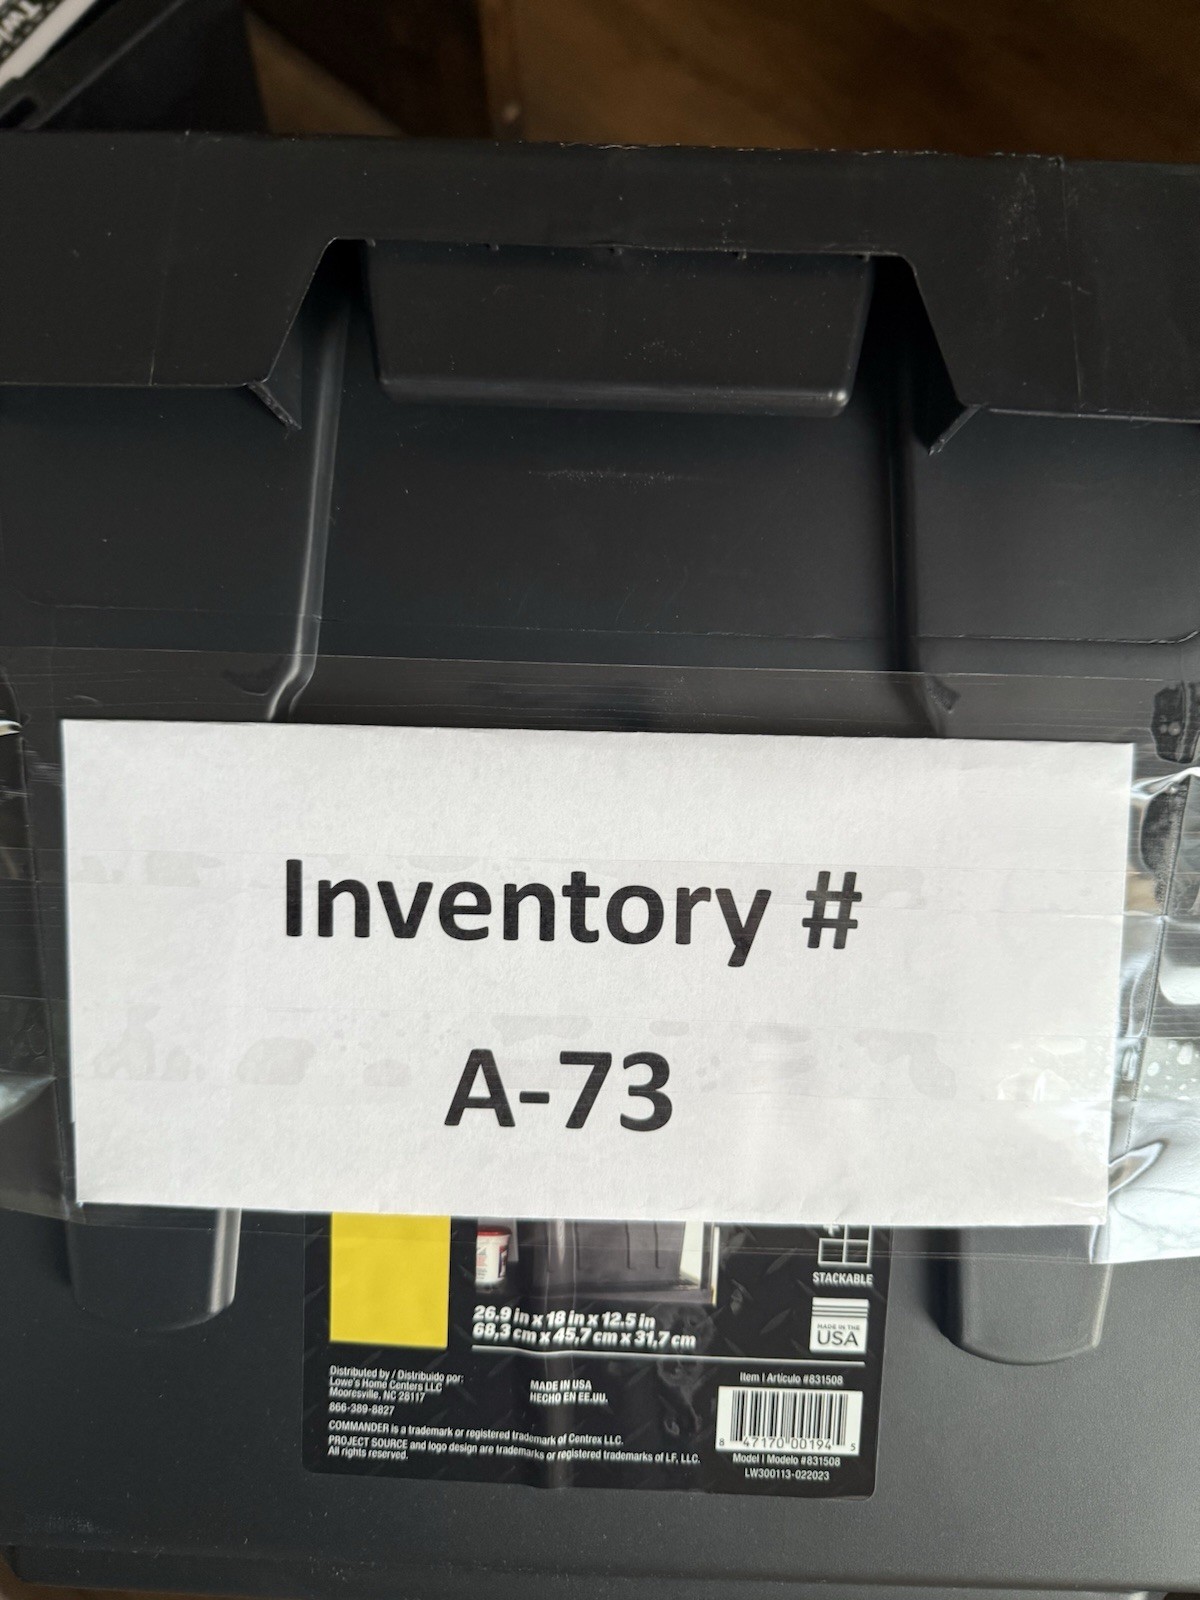 Inventory #
A-73
STACKABLE
26.9 in x 18 in x 12.5 in
68,3 cm x 45,7 cm x 31,7 cm
MADE IN THE
USA
Distributed by / Distribuido por:
Lowe's Home Centers LLC
Mooresville, NC 28117
866-389-8827
MADE IN USA
HECHO EN EE.UU.
COMMANDER is a trademark or registered trademark of Centrex LLC.
PROJECT SOURCE and logo design are trademarks or registered trademarks of LF, LLC.
All rights reserved.
Item | Artículo #831508
8 47170 00194 5
Model | Modelo #831508
LW300113-022023